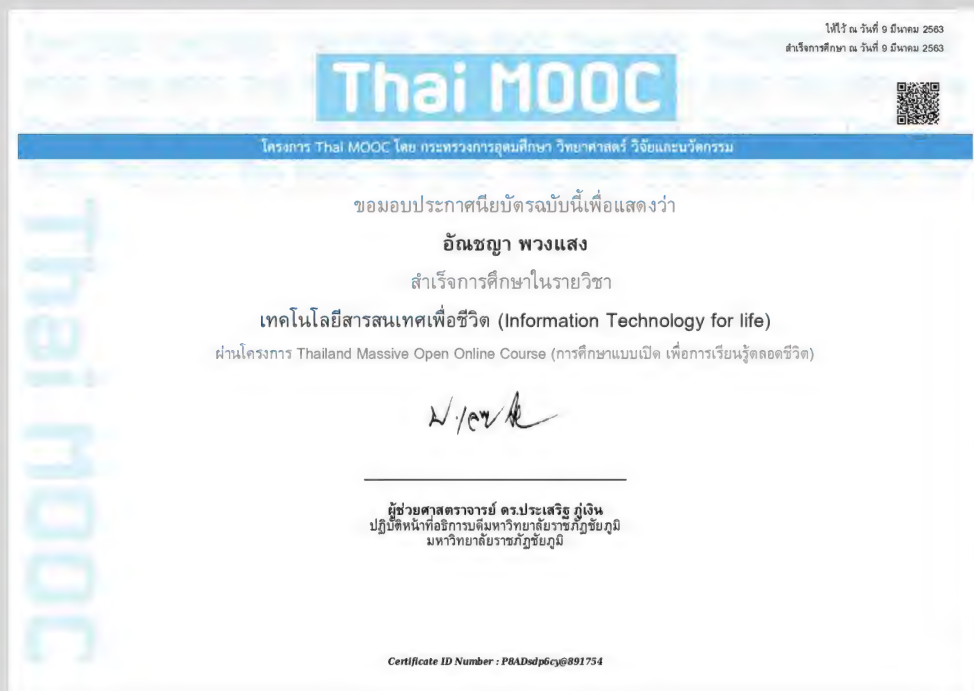 ให้ไว้ ณ วันที่ 9 มีนาคม 2563
สำเร็จการศึกษา ณ วันที่ 9 มีนาคม 2563
Thai MOOC
โครงการ Thai MOOC โดย กระทรวงการอุดมศึกษา วิทยาศาสตร์ วิจัยและนวัตกรรม
Thai MOOC
ขอมอบประกาศนียบัตรฉบับนี้เพื่อแสดงว่า
อัณชญา พวงแสง
สำเร็จการศึกษาในรายวิชา
เทคโนโลยีสารสนเทศเพื่อชีวิต (Information Technology for life)
ผ่านโครงการ Thailand Massive Open Online Course (การศึกษาแบบเปิด เพื่อการเรียนรู้ตลอดชีวิต)
ผู้ช่วยศาสตราจารย์ ดร.ประเสริฐ ภู่เงิน
ปฏิบัติหน้าที่อธิการบดีมหาวิทยาลัยราชภัฏชัยภูมิ
มหาวิทยาลัยราชภัฏชัยภูมิ
Certificate ID Number : P8ADsdp6cy@891754